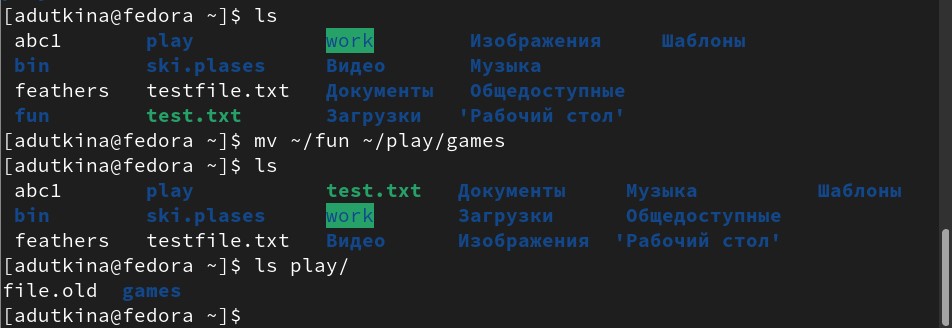 [adutkina@fedora ~]$ ls
abc1 play work Изображения Шаблоны
bin ski.plases Видео Музыка
feathers testfile.txt Документы Общедоступные
fun test.txt Загрузки 'Рабочий стол'
[adutkina@fedora ~]$ mv ~/fun ~/play/games
[adutkina@fedora ~]$ ls
abc1 play test.txt Документы Музыка Шаблоны
bin ski.plases work Загрузки Общедоступные
feathers testfile.txt Видео Изображения 'Рабочий стол'
[adutkina@fedora ~]$ ls play/
file.old games
[adutkina@fedora ~]$